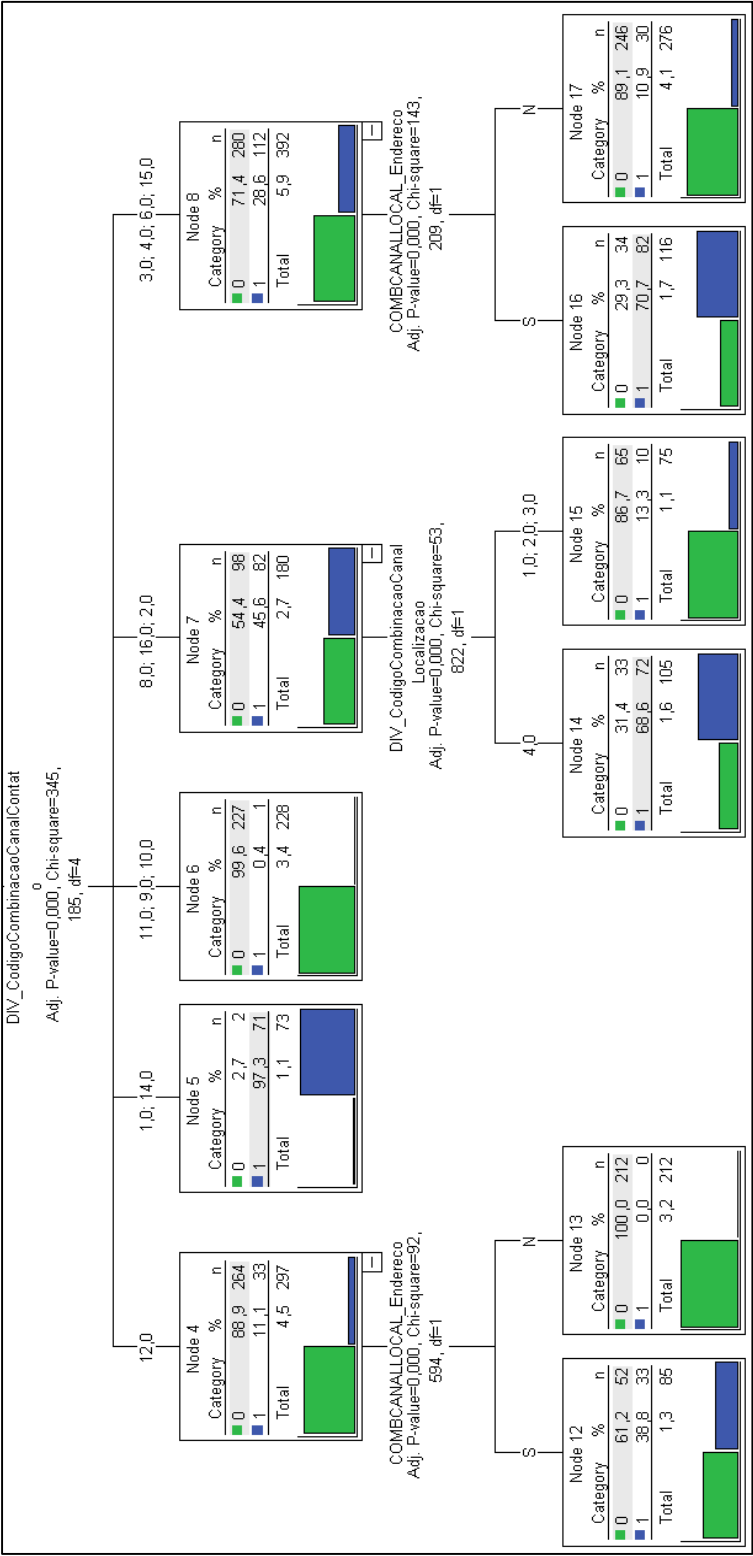 DIV_CodigoCombinacaoCanalContat
o
Adj. P-value=0,000, Chi-square=345,
185, df=4
12,0
1,0; 14,0
11,0; 9,0; 10,0
8,0; 16,0; 2,0
3,0; 4,0; 6,0; 15,0
Node 4
Category % n
0 88,9 264
1 11,1 33
Total 4,5 297
Node 5
Category % n
0 2,7 2
1 97,3 71
Total 1,1 73
Node 6
Category % n
0 99,6 227
1 0,4 1
Total 3,4 228
Node 7
Category % n
0 54,4 98
1 45,6 82
Total 2,7 180
Node 8
Category % n
0 71,4 280
1 28,6 112
Total 5,9 392
COMBCANALLOCAL_Endereco
Adj. P-value=0,000, Chi-square=92,
594, df=1
DIV_CodigoCombinacaoCanal
Localizacao
Adj. P-value=0,000, Chi-square=53,
822, df=1
COMBCANALLOCAL_Endereco
Adj. P-value=0,000, Chi-square=143,
209, df=1
S
N
4,0
1,0; 2,0; 3,0
S
N
Node 12
Category % n
0 61,2 52
1 38,8 33
Total 1,3 85
Node 13
Category % n
0 100,0 212
1 0,0 0
Total 3,2 212
Node 14
Category % n
0 31,4 33
1 68,6 72
Total 1,6 105
Node 15
Category % n
0 86,7 65
1 13,3 10
Total 1,1 75
Node 16
Category % n
0 29,3 34
1 70,7 82
Total 1,7 116
Node 17
Category % n
0 89,1 246
1 10,9 30
Total 4,1 276